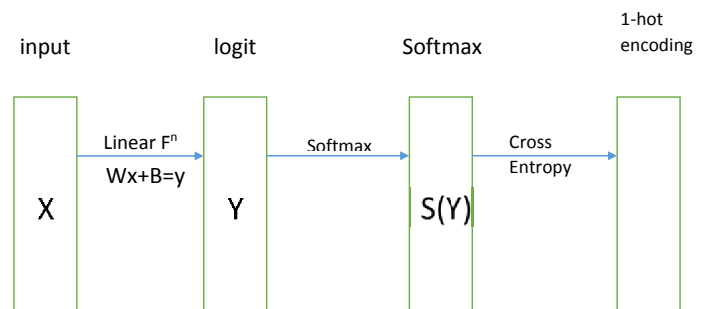 input
logit
Softmax
1-hot
encoding
Linear Fⁿ
Wx+B=y
Softmax
Cross
Entropy
X
Y
S(Y)